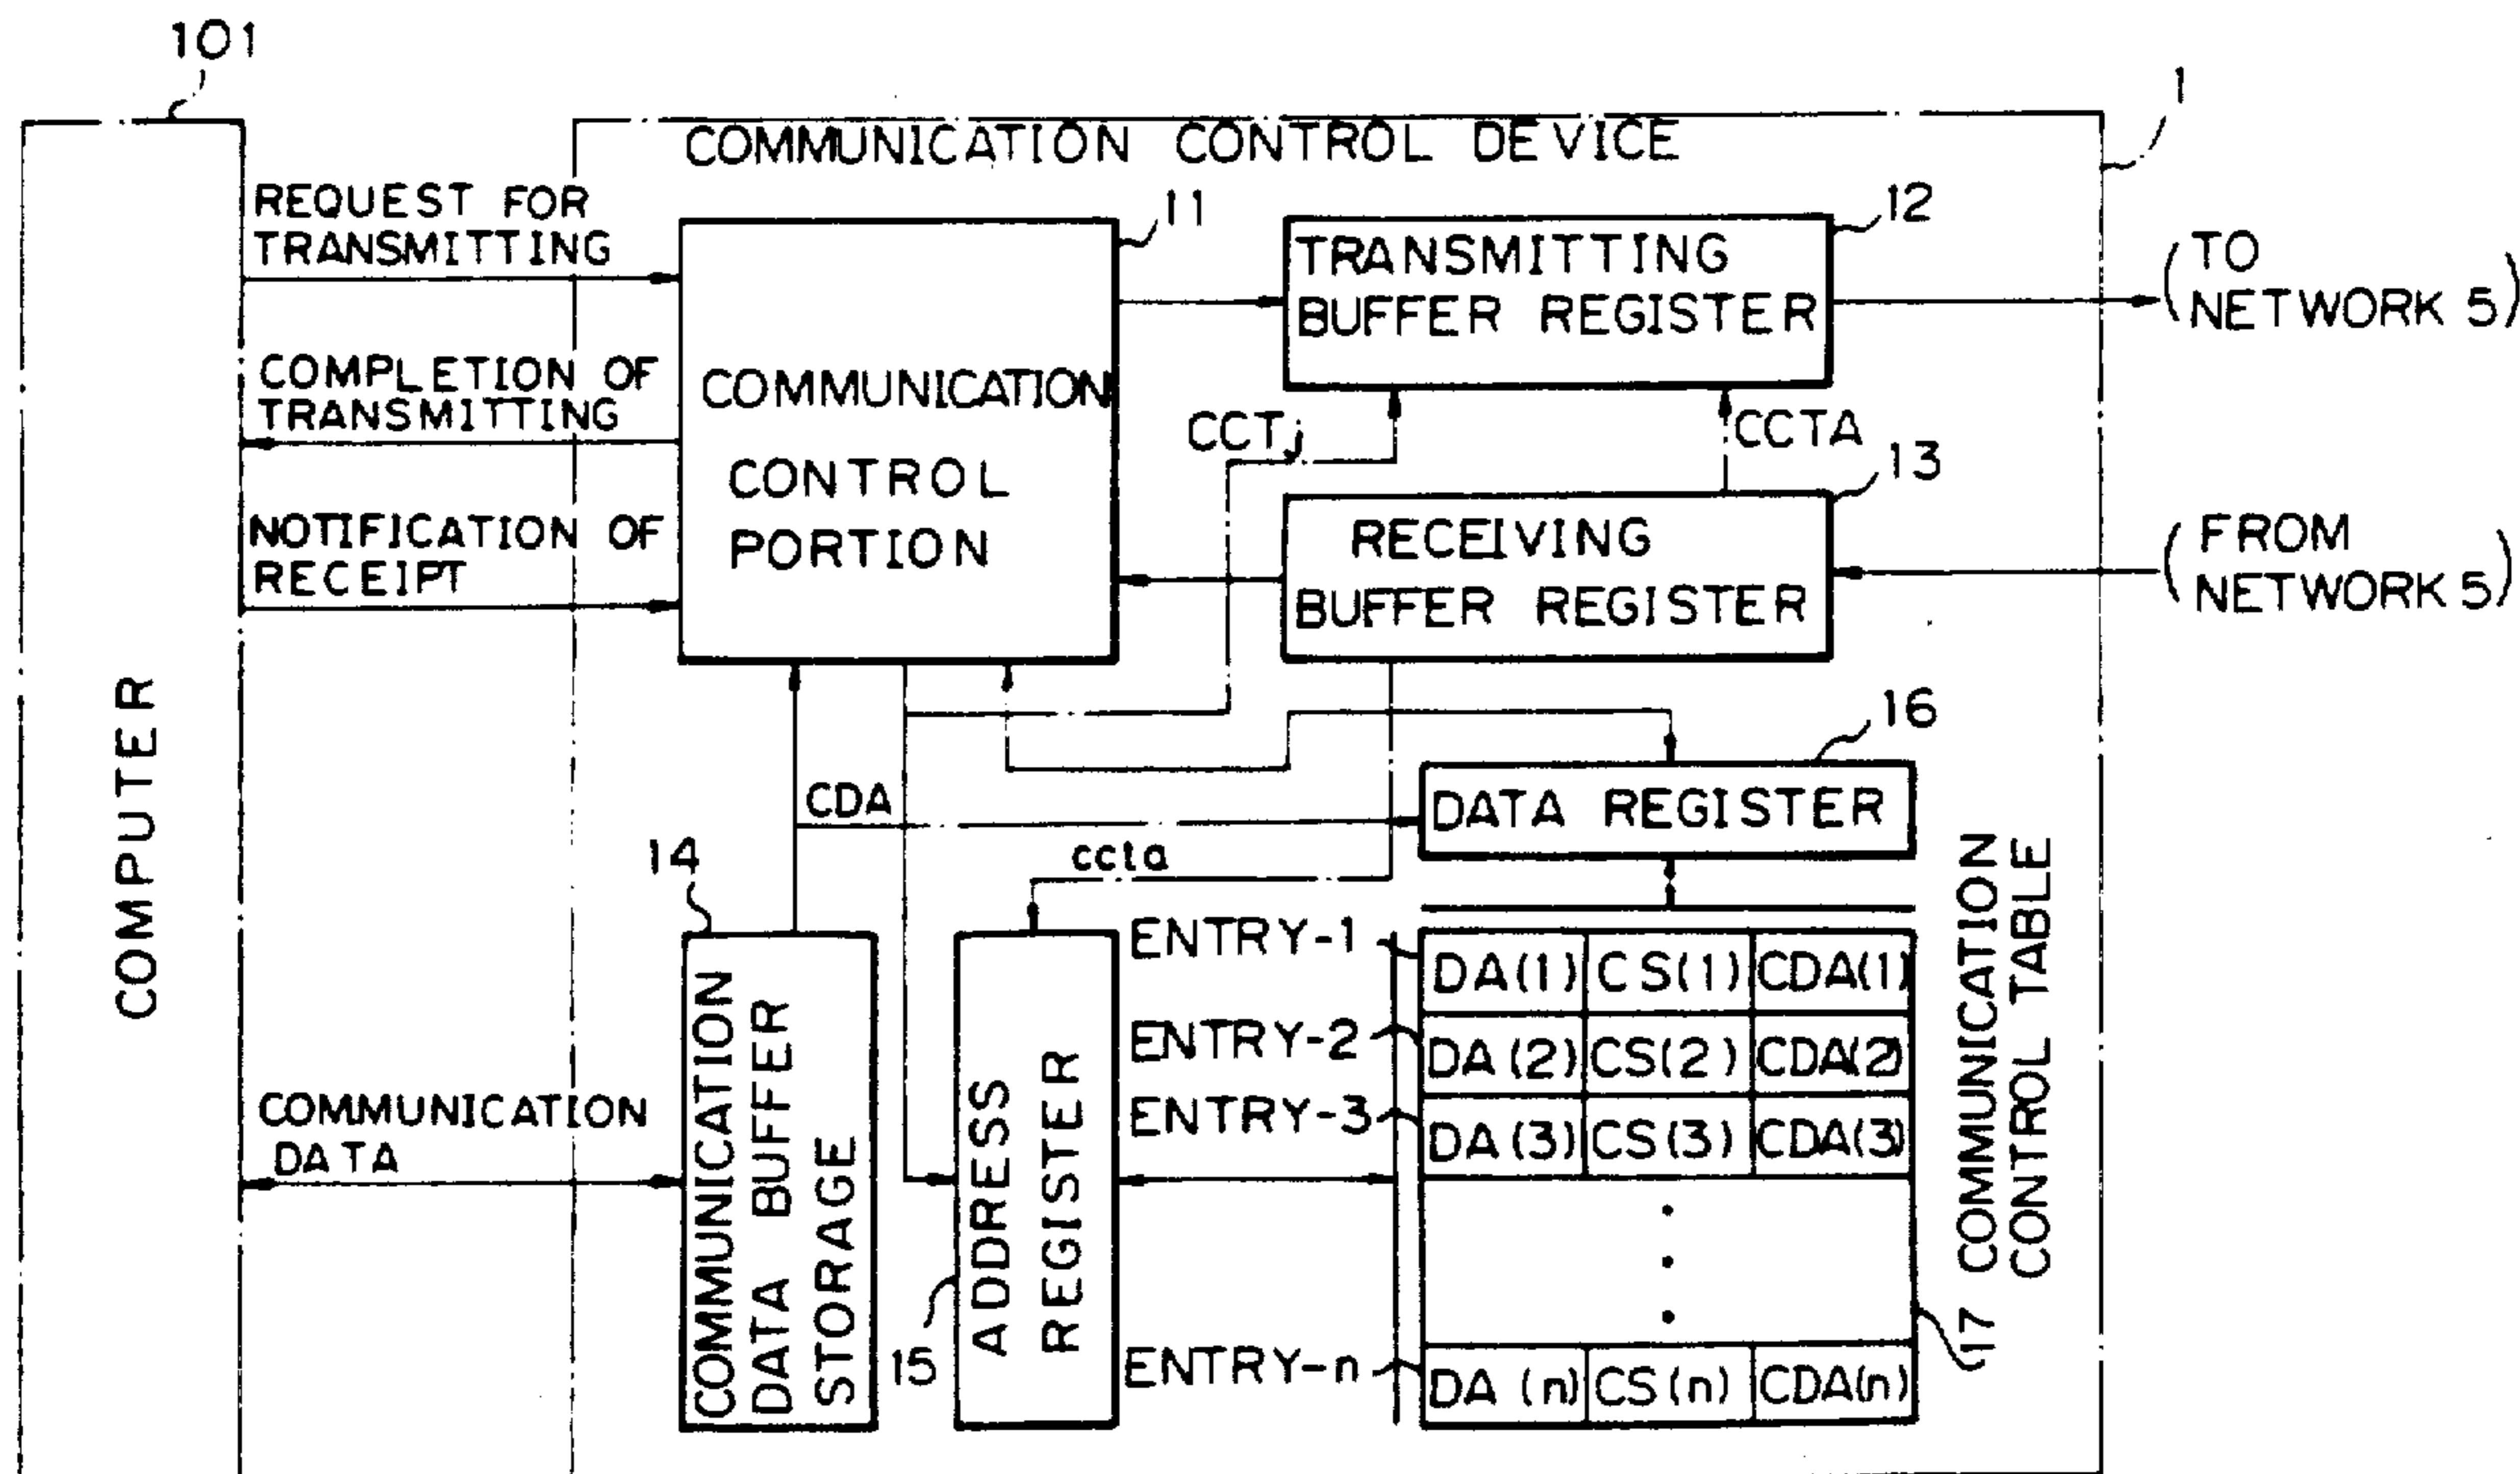 101
1
COMMUNICATION CONTROL DEVICE
REQUEST FOR
TRANSMITTING
11
12
TRANSMITTING
BUFFER REGISTER
(TO
NETWORK 5)
COMPLETION OF
TRANSMITTING
COMMUNICATION
CONTROL
PORTION
CCTj
CCTA
13
NOTIFICATION OF
RECEIPT
RECEIVING
BUFFER REGISTER
(FROM
NETWORK 5)
COMPUTER
16
CDA
DATA REGISTER
14
ccta
COMMUNICATION
DATA BUFFER
STORAGE
15
ADDRESS
REGISTER
ENTRY-1
DA(1) CS(1) CDA(1)
ENTRY-2
DA(2) CS(2) CDA(2)
ENTRY-3
DA(3) CS(3) CDA(3)
ENTRY-n
DA (n) CS(n) CDA(n)
17 COMMUNICATION
CONTROL TABLE
COMMUNICATION
DATA